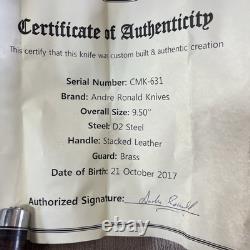 Certificate of Authenticity
This certify that this knife was custom built & authentic creation
Serial Number: CMK-631
Brand: Andre Ronald Knives
Overall Size: 9.50"
Steel: D2 Steel
Handle: Stacked Leather
Guard: Brass
Date of Birth: 21 October 2017
Authorized Signature: Andre Ronald